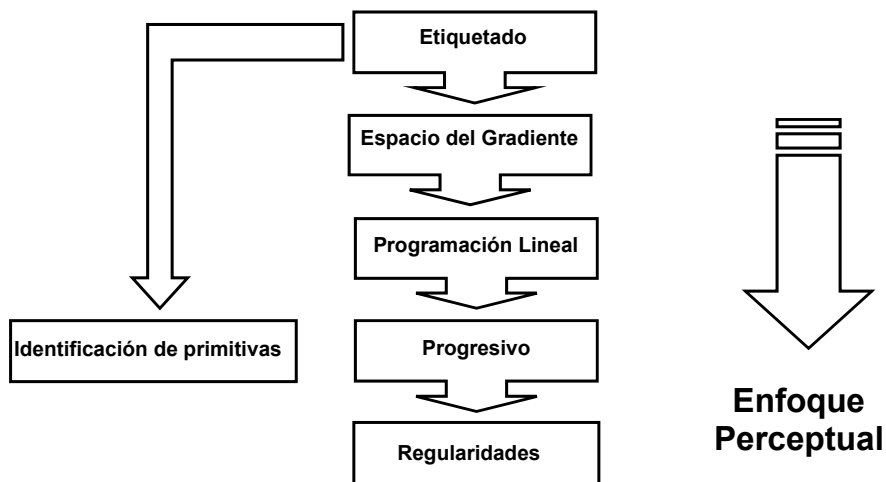 Etiquetado
Espacio del Gradiente
Programación Lineal
Identificación de primitivas
Progresivo
Regularidades
Enfoque
Perceptual